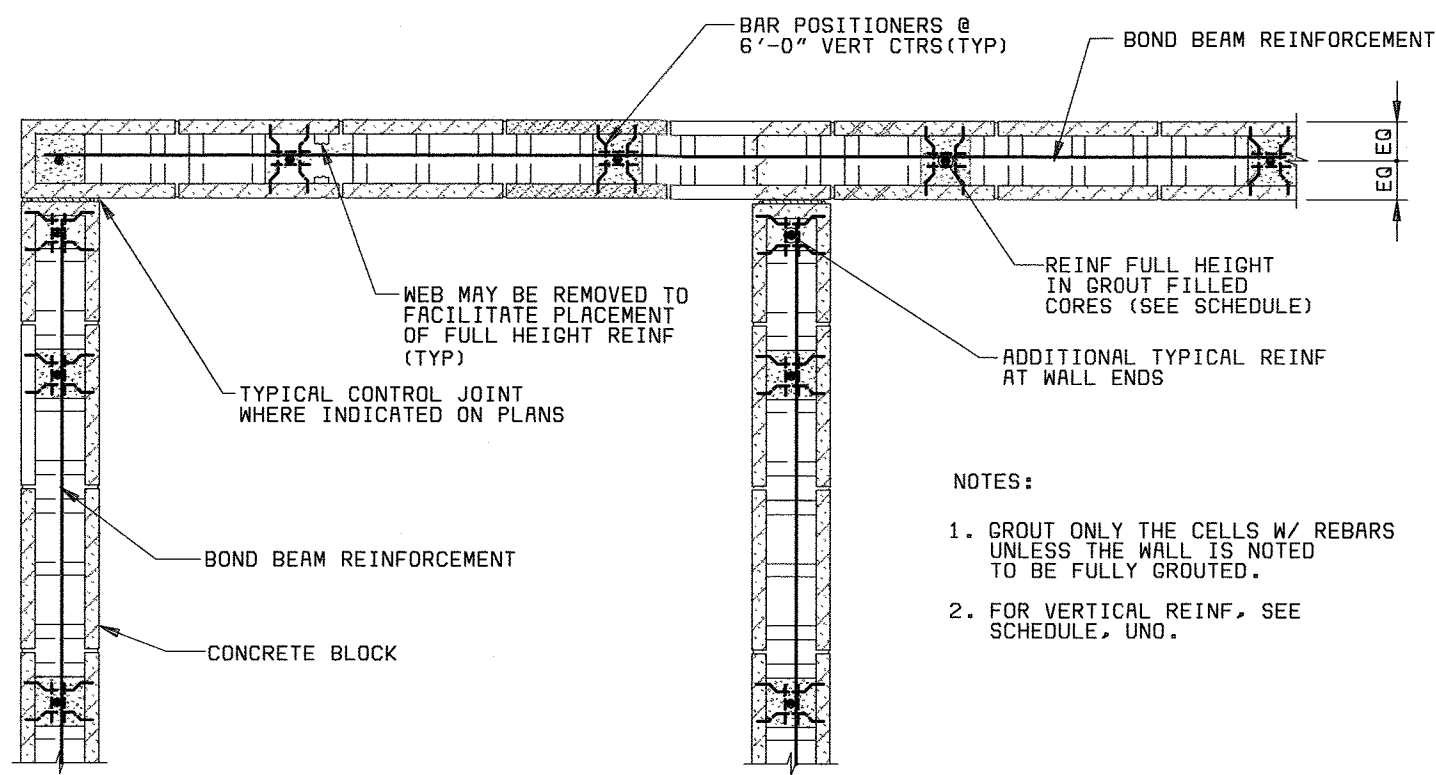 BAR POSITIONERS @
6'-0" VERT CTRS(TYP)
BOND BEAM REINFORCEMENT
EQ
EQ
REINF FULL HEIGHT
IN GROUT FILLED
CORES (SEE SCHEDULE)
WEB MAY BE REMOVED TO
FACILITATE PLACEMENT
OF FULL HEIGHT REINF
(TYP)
ADDITIONAL TYPICAL REINF
AT WALL ENDS
TYPICAL CONTROL JOINT
WHERE INDICATED ON PLANS
BOND BEAM REINFORCEMENT
CONCRETE BLOCK
NOTES:
1. GROUT ONLY THE CELLS W/ REBARS
UNLESS THE WALL IS NOTED
TO BE FULLY GROUTED.
2. FOR VERTICAL REINF, SEE
SCHEDULE, UNO.